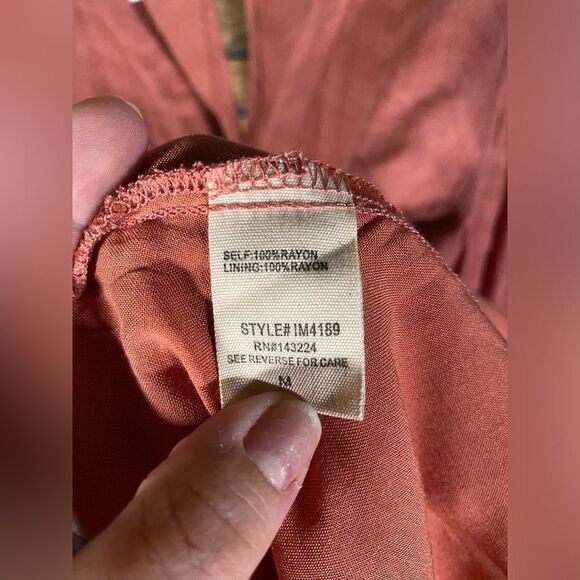 SELF:100%RAYON
LINING:100%RAYON
STYLE# IM4189
RN#143224
SEE REVERSE FOR CARE
M